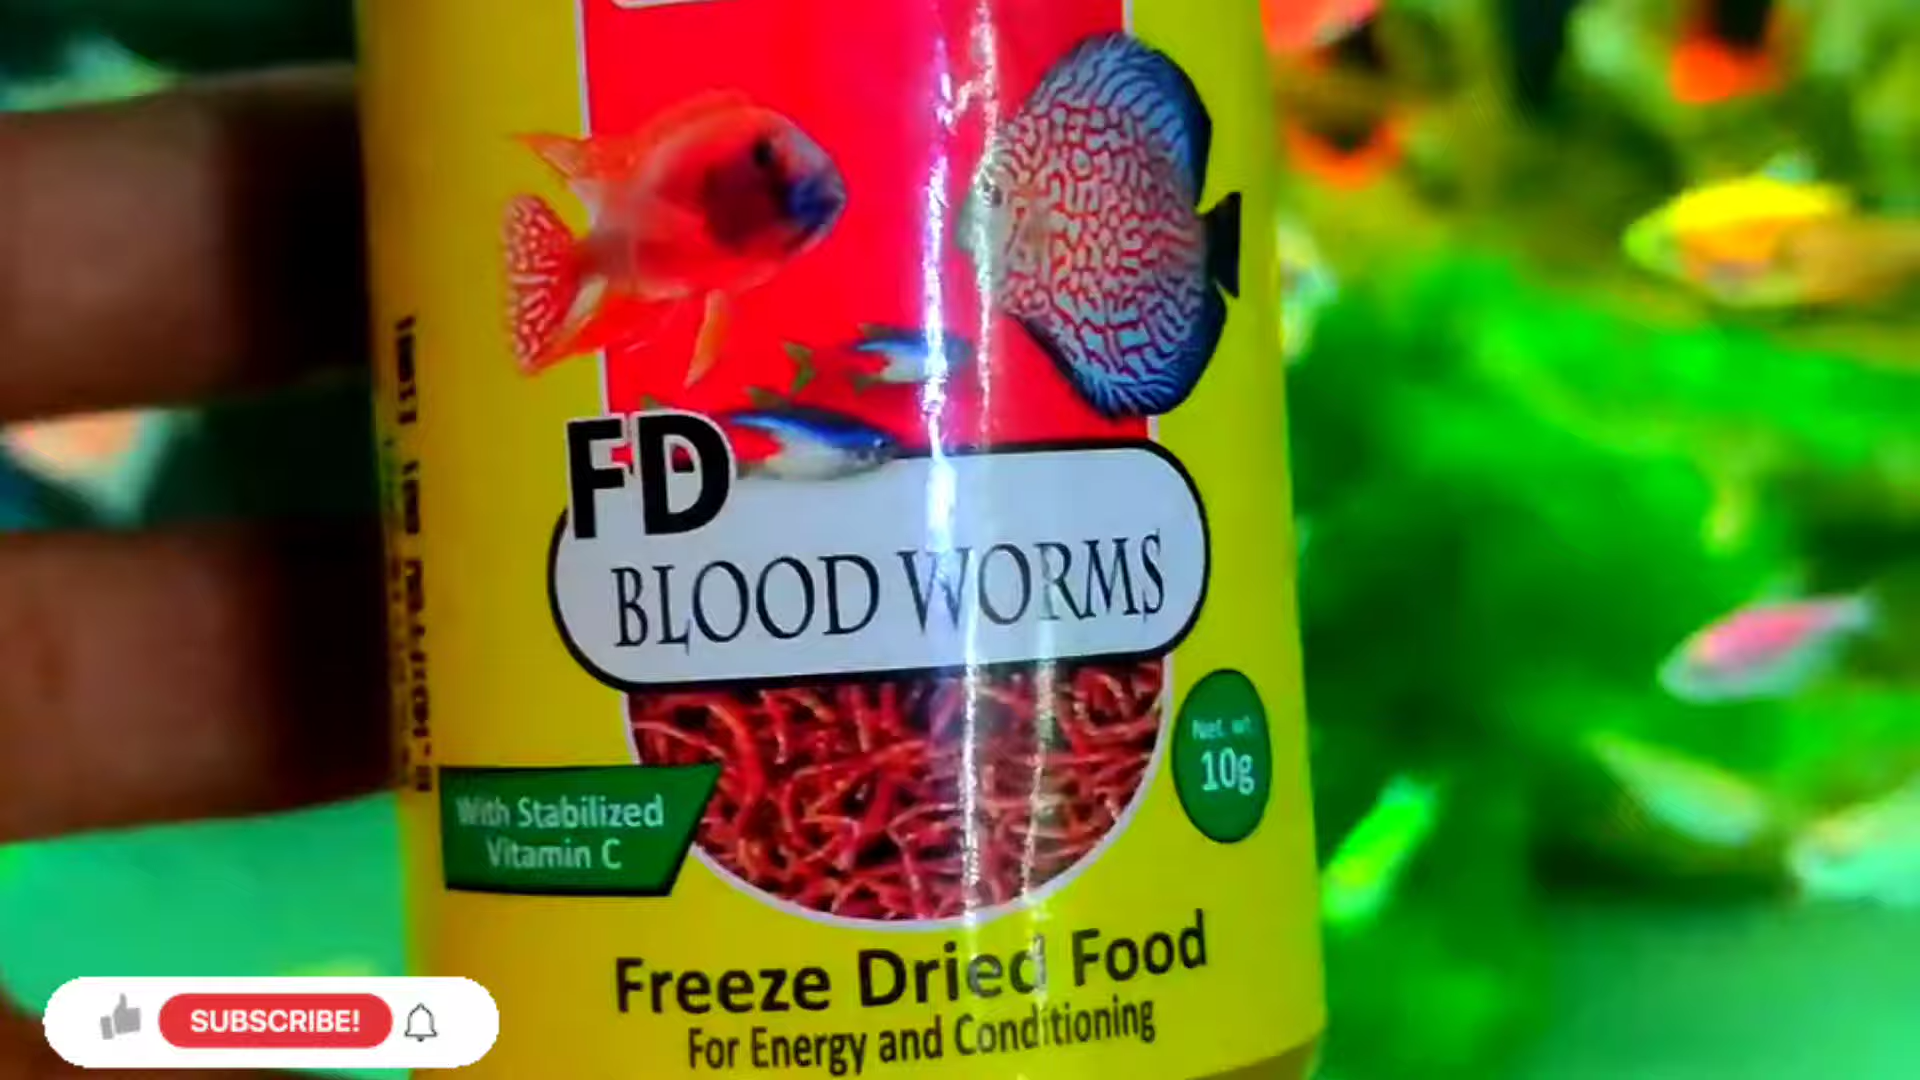 FD
BLOOD WORMS
Net. wt
10g
With Stabilized
Vitamin C
Freeze Dried Food
For Energy and Conditioning
SUBSCRIBE!